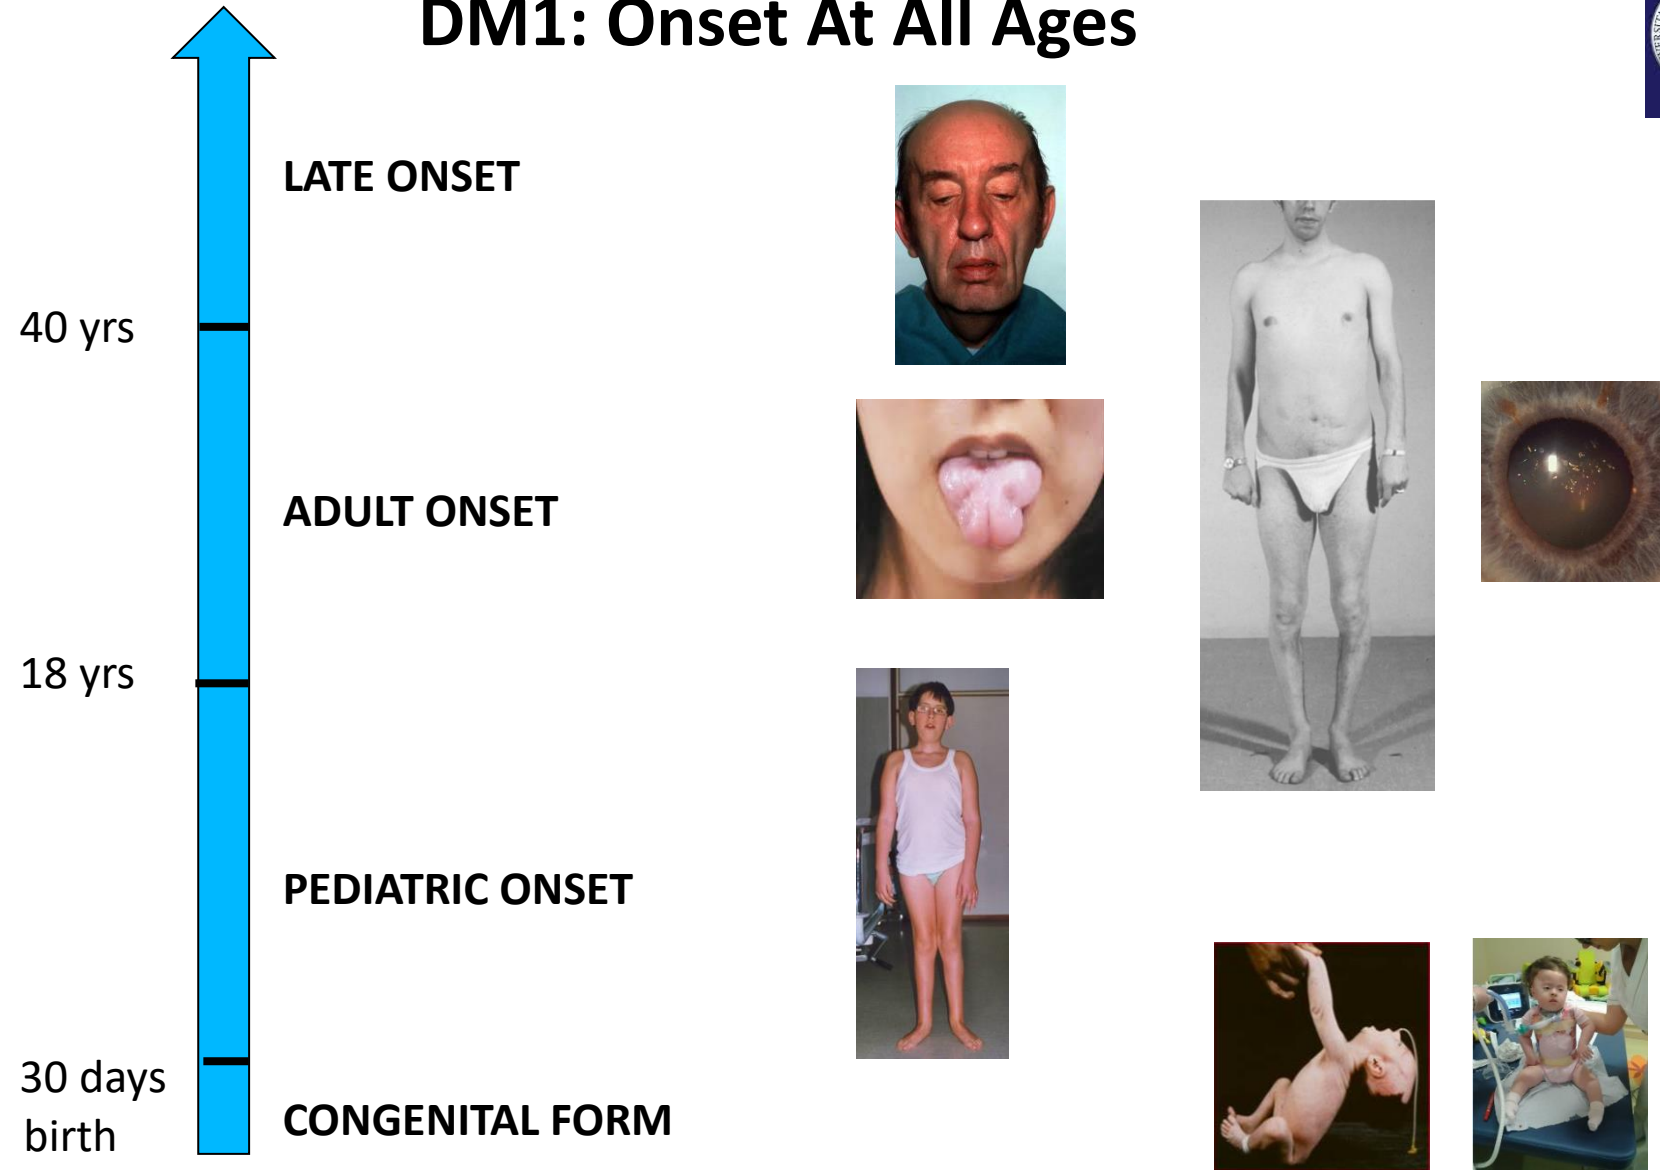 DM1: Onset At All Ages
LATE ONSET
40 yrs
ADULT ONSET
18 yrs
PEDIATRIC ONSET
30 days
birth
CONGENITAL FORM